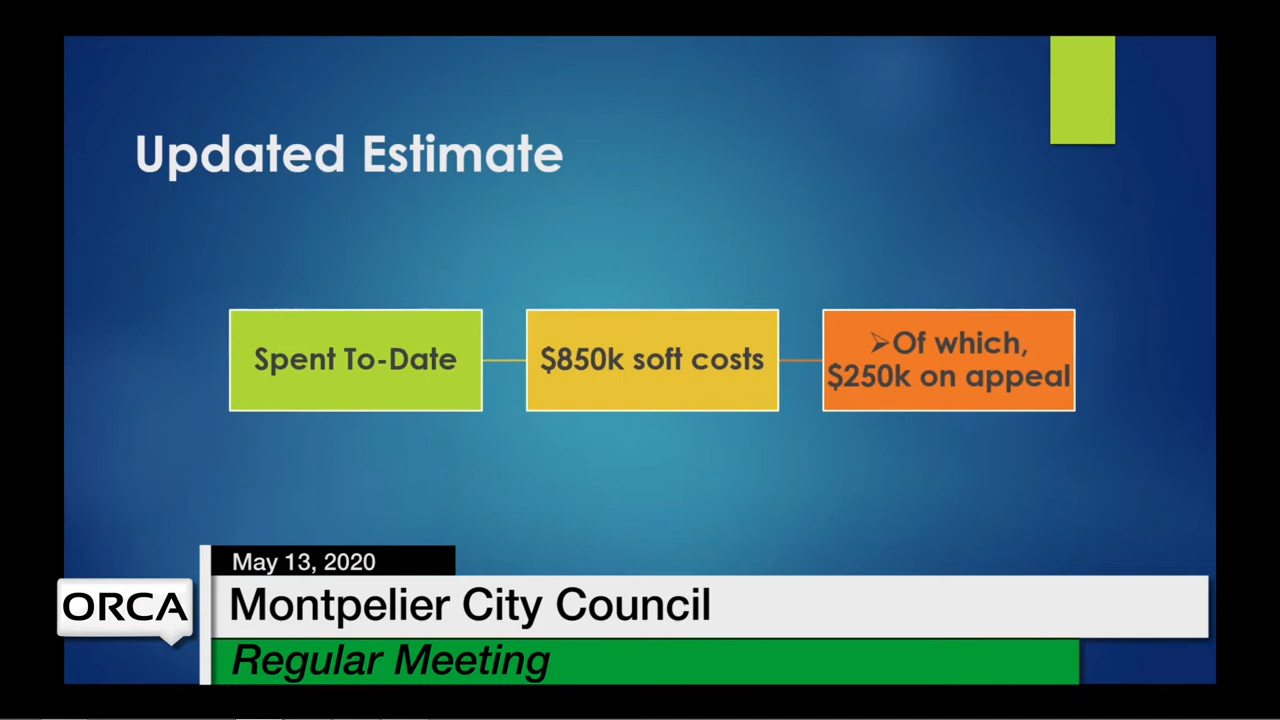 Updated Estimate
Spent To-Date
$850k soft costs
➢Of which,
$250k on appeal
May 13, 2020
ORCA
Montpelier City Council
Regular Meeting